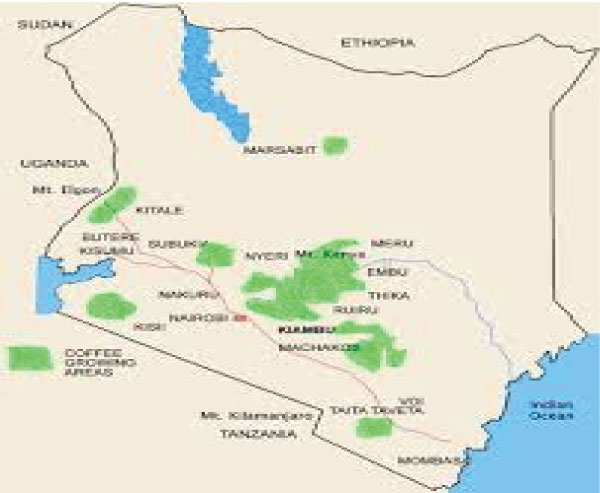 SUDAN
ETHIOPIA
MARSABIT
UGANDA
Mt. Elgon
KITALE
BUTERE
KISUMU
SUBUKU
NYERI
Mt. Kenya
MERU
EMBU
NAKURU
THIKA
NAIROBI
RUIRU
KISII
KIAMBU
MACHAKOS
COFFEE
GROWING
AREAS
VOI
Mt. Kilamanjaro
TAITA TAVETA
TANZANIA
Indian
Ocean
MOMBASA